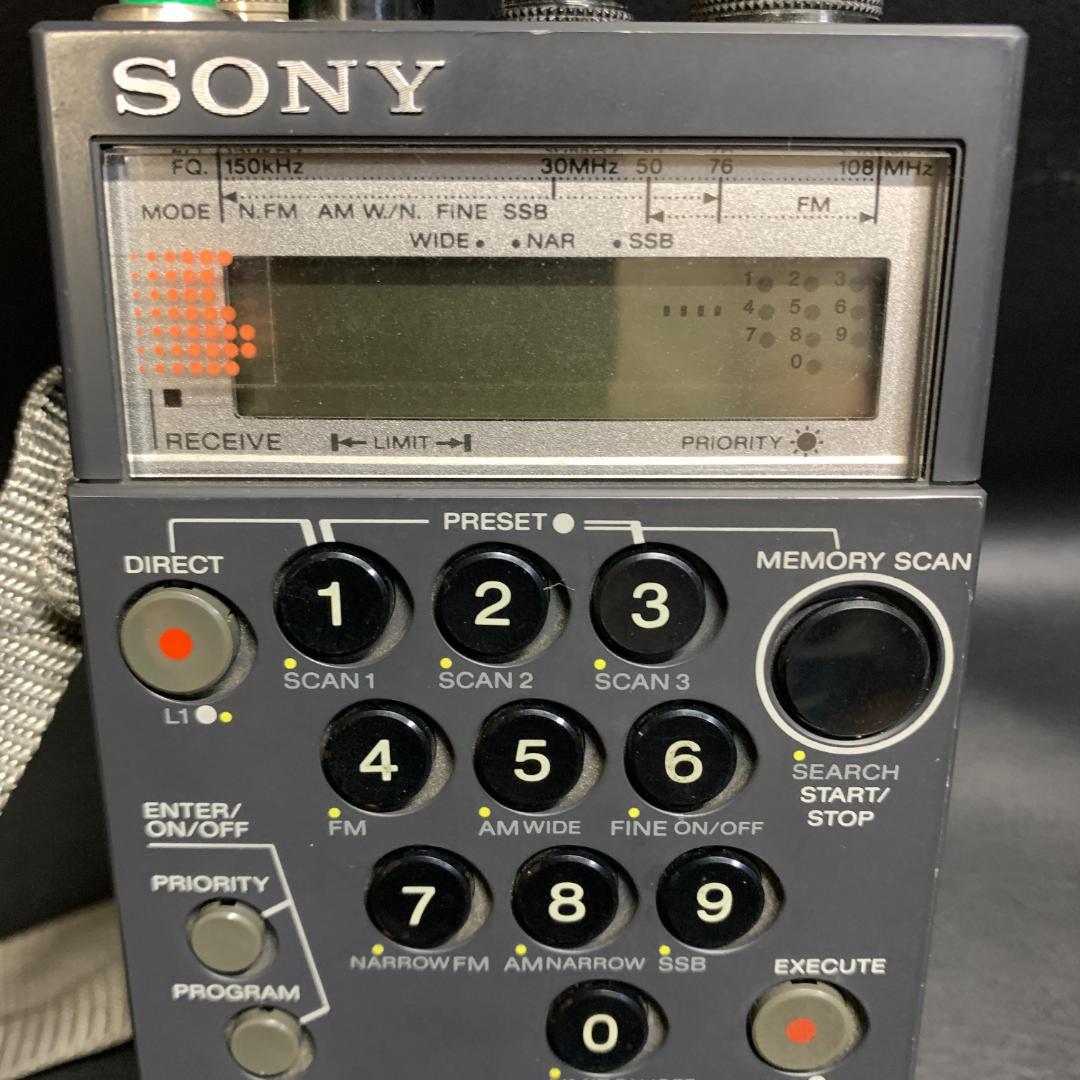 SONY
FQ. 150kHz 30MHz 50 76 108 MHz
MODE N.FM AM W./N. FINE SSB FM
WIDE • • NAR • SSB
1 2 3
4 5 6
7 8 9
0
RECEIVE LIMIT PRIORITY
PRESET
DIRECT MEMORY SCAN
1 2 3
L1 SCAN 1 SCAN 2 SCAN 3
4 5 6
SEARCH
START/
STOP
FM AM WIDE FINE ON/OFF
ENTER/
ON/OFF
PRIORITY
7 8 9
NARROW FM AM NARROW SSB
EXECUTE
PROGRAM
0